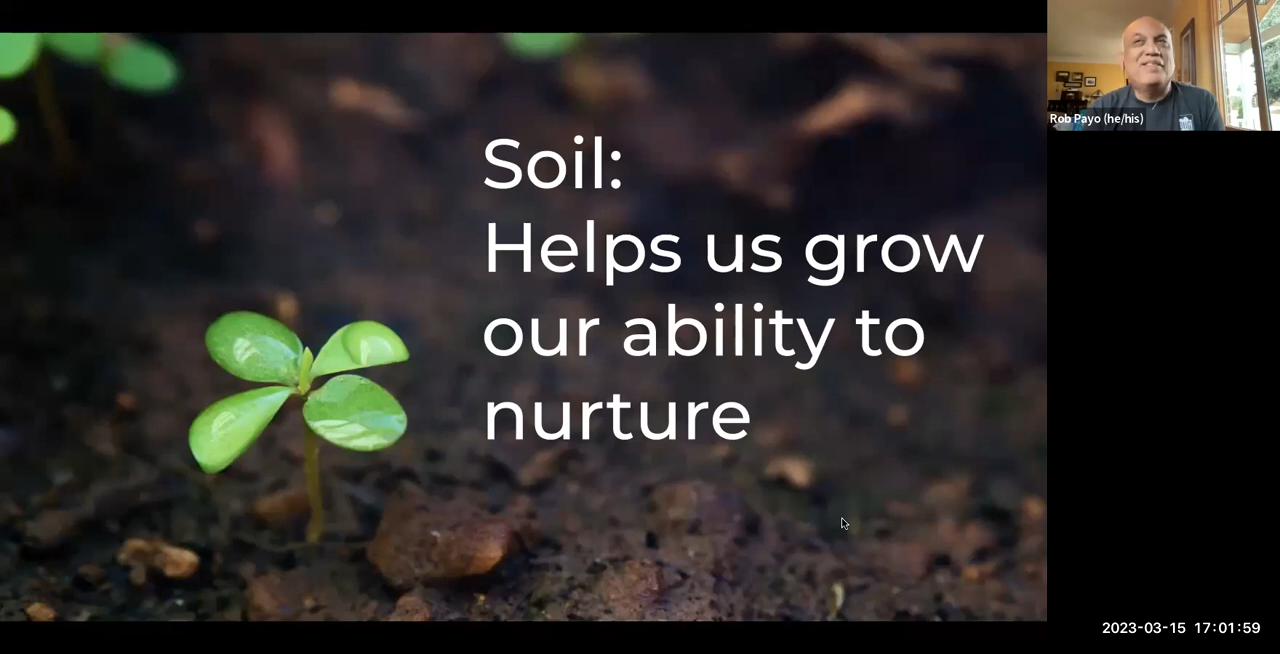 Soil:
Helps us grow
our ability to
nurture
Rob Payo (he/his)
2023-03-15 17:01:59